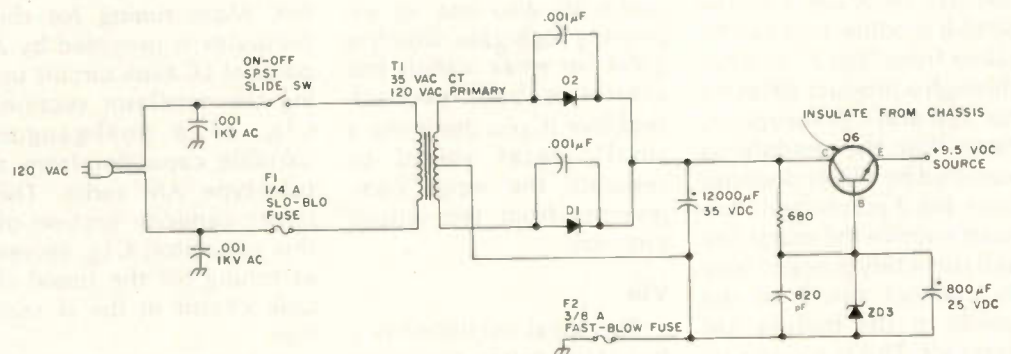 .001µF
ON-OFF
SPST
SLIDE SW
T1
35 VAC CT
120 VAC PRIMARY
D2
INSULATE FROM CHASSIS
Q6
C
E
B
+9.5 VDC
SOURCE
.001
1KV AC
120 VAC
.001µF
F1
1/4 A
SLO-BLO
FUSE
D1
12000µF
35 VDC
680
.001
1KV AC
F2
3/8 A
FAST-BLOW FUSE
820
pF
ZD3
800µF
25 VDC